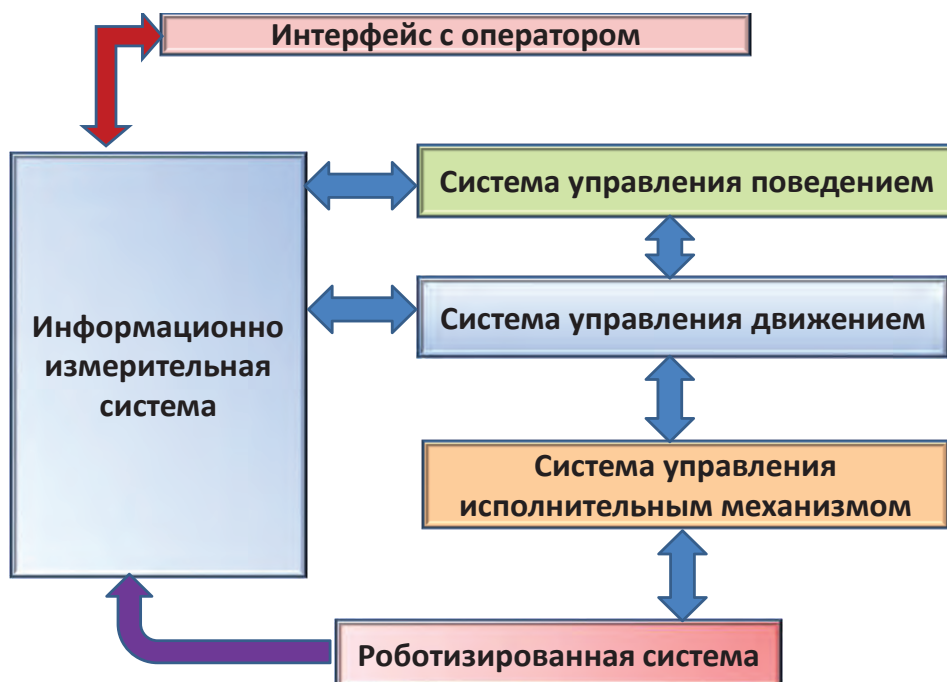 Интерфейс с оператором
Система управления поведением
Система управления движением
Информационно
измерительная
система
Система управления
исполнительным механизмом
Роботизированная система